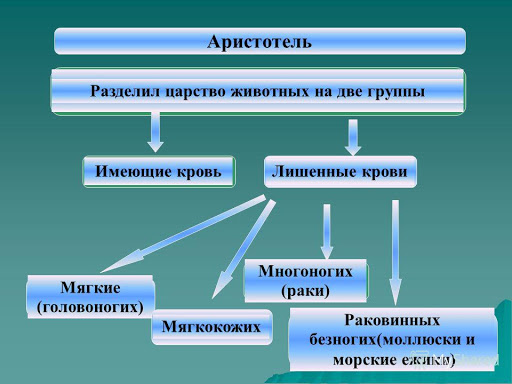 Аристотель
Разделил царство животных на две группы
Имеющие кровь
Лишенные крови
Мягкие
(головоногих)
Мягкокожих
Многоногих
(раки)
Раковинных
безногих(моллюски и
морские ежики)